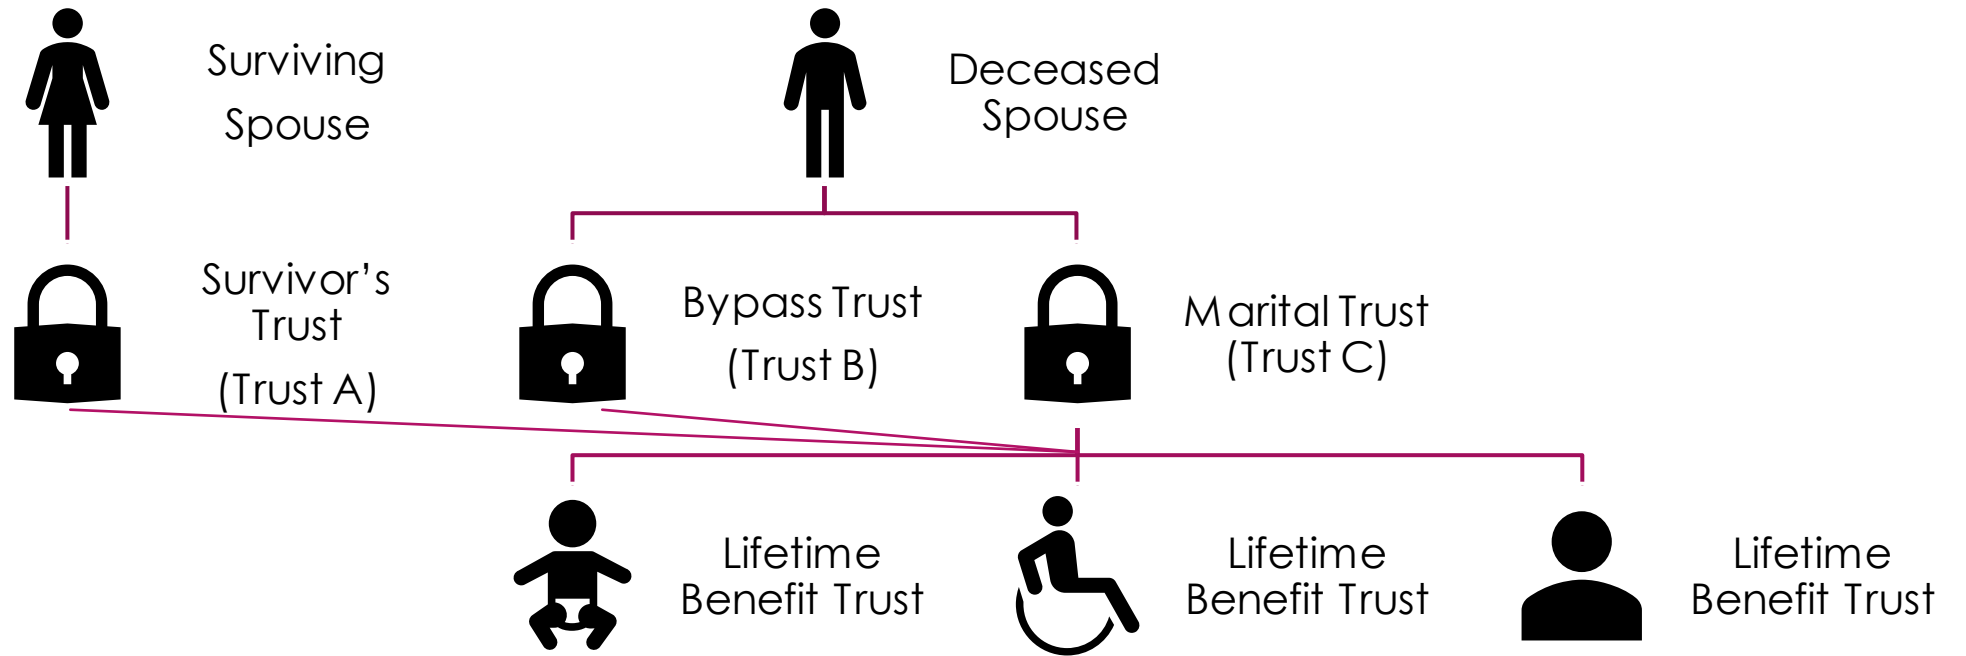 Surviving
Spouse
Deceased
Spouse
Survivor’s
Trust
(Trust A)
Bypass Trust
(Trust B)
Marital Trust
(Trust C)
Lifetime
Benefit Trust
Lifetime
Benefit Trust
Lifetime
Benefit Trust